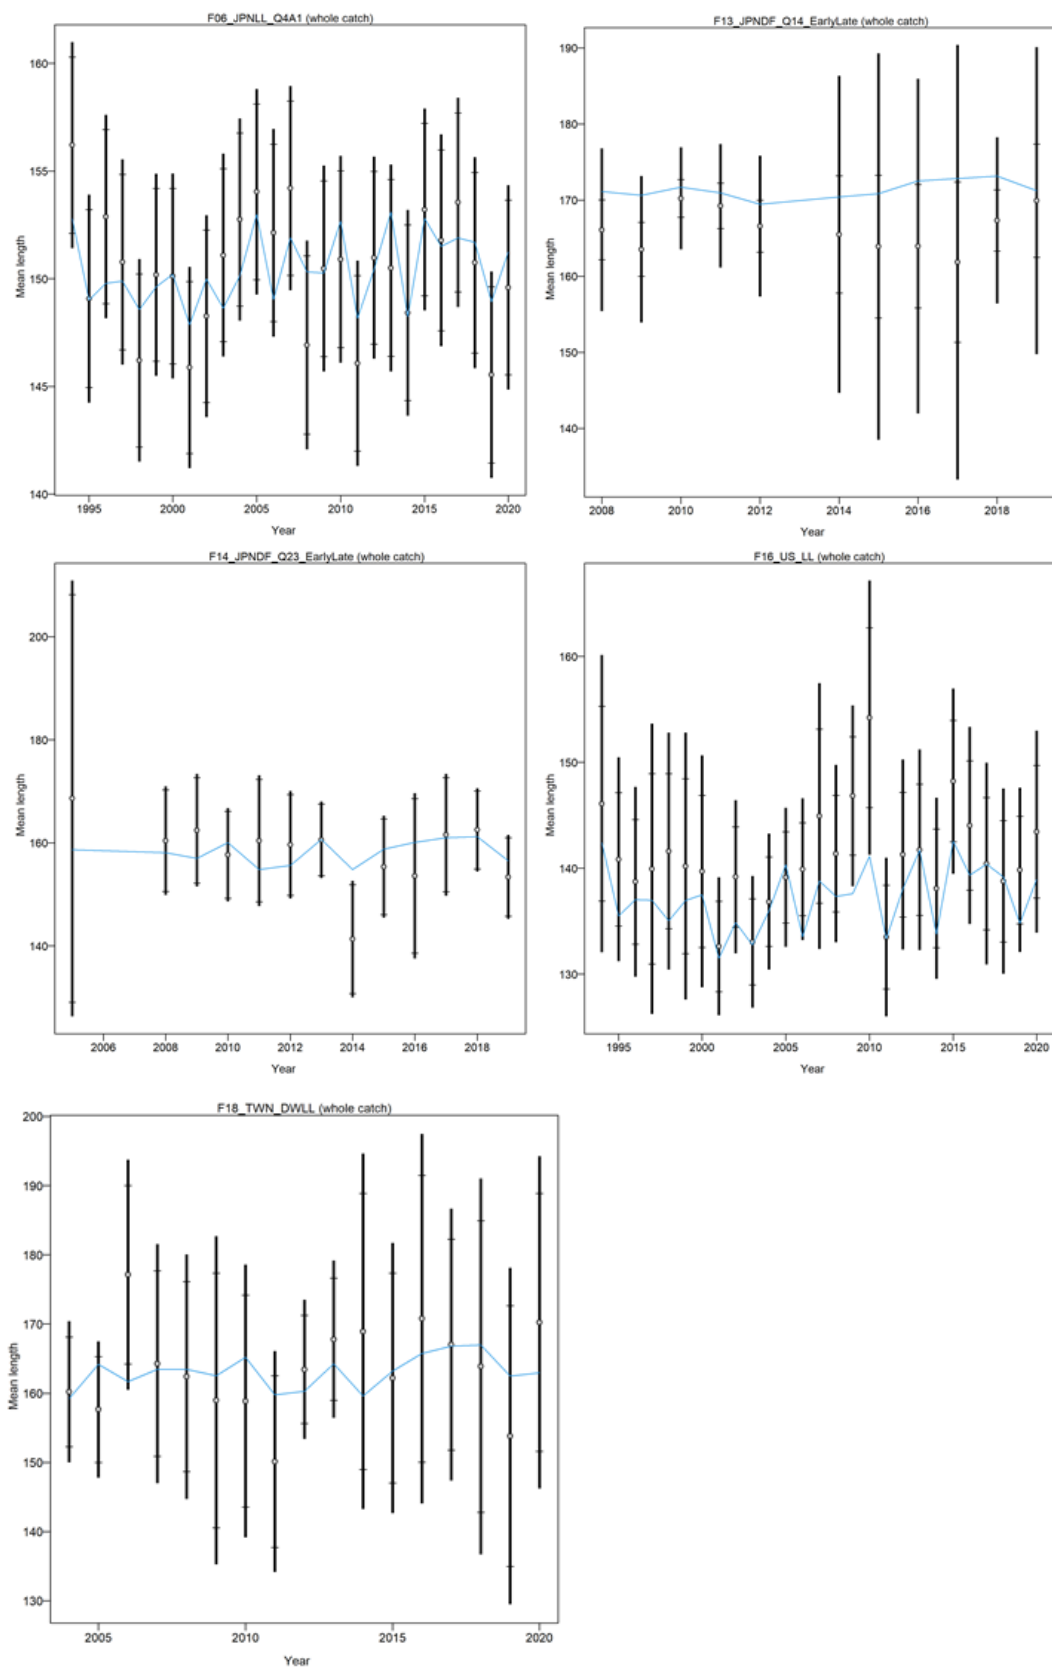 F06_JPNLL_Q4A1 (whole catch)
160
155
150
145
140
Mean length
1995 2000 2005 2010 2015 2020
Year
F13_JPNDF_Q14_EarlyLate (whole catch)
190
180
170
160
150
140
Mean length
2008 2010 2012 2014 2016 2018
Year
F14_JPNDF_Q23_EarlyLate (whole catch)
200
180
160
140
Mean length
2006 2008 2010 2012 2014 2016 2018
Year
F16_US_LL (whole catch)
160
150
140
130
Mean length
1995 2000 2005 2010 2015 2020
Year
F18_TWN_DWLL (whole catch)
200
190
180
170
160
150
140
130
Mean length
2005 2010 2015 2020
Year